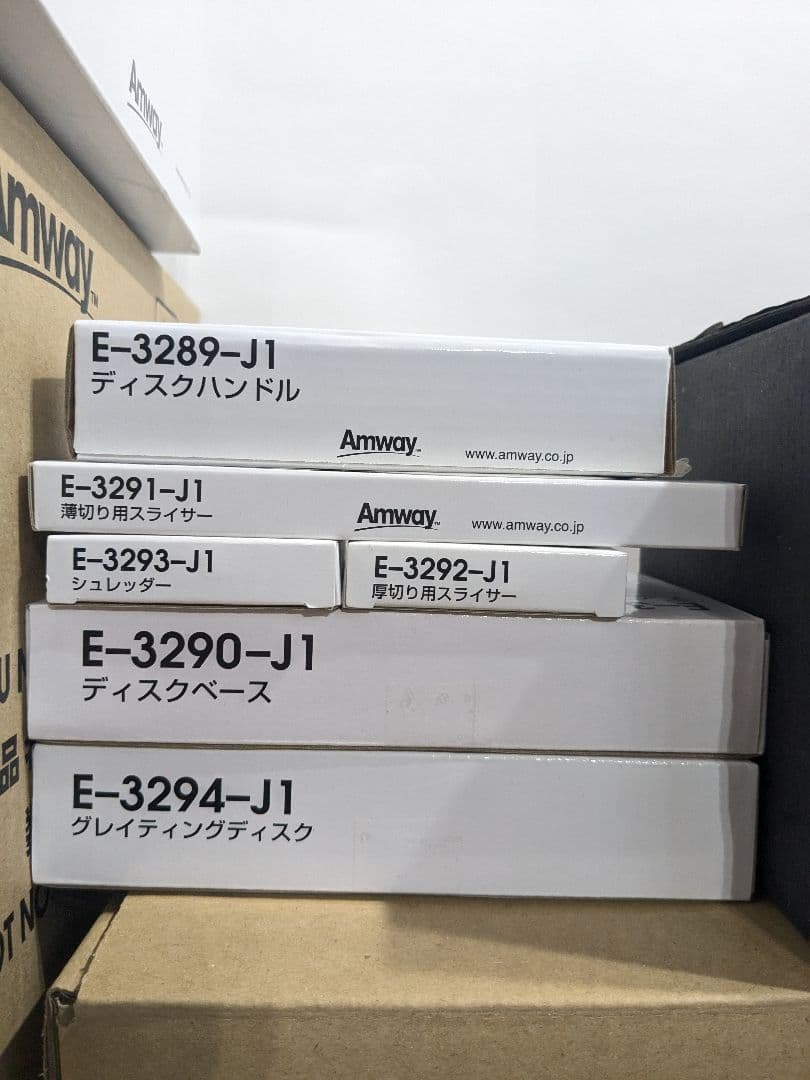 Amway
Amway
E-3289-J1
ディスクハンドル
Amway
www.amway.co.jp
E-3291-J1
薄切り用スライサー
Amway
www.amway.co.jp
E-3293-J1
シュレッダー
E-3292-J1
厚切り用スライサー
E-3290-J1
ディスクベース
E-3294-J1
グレイティングディスク